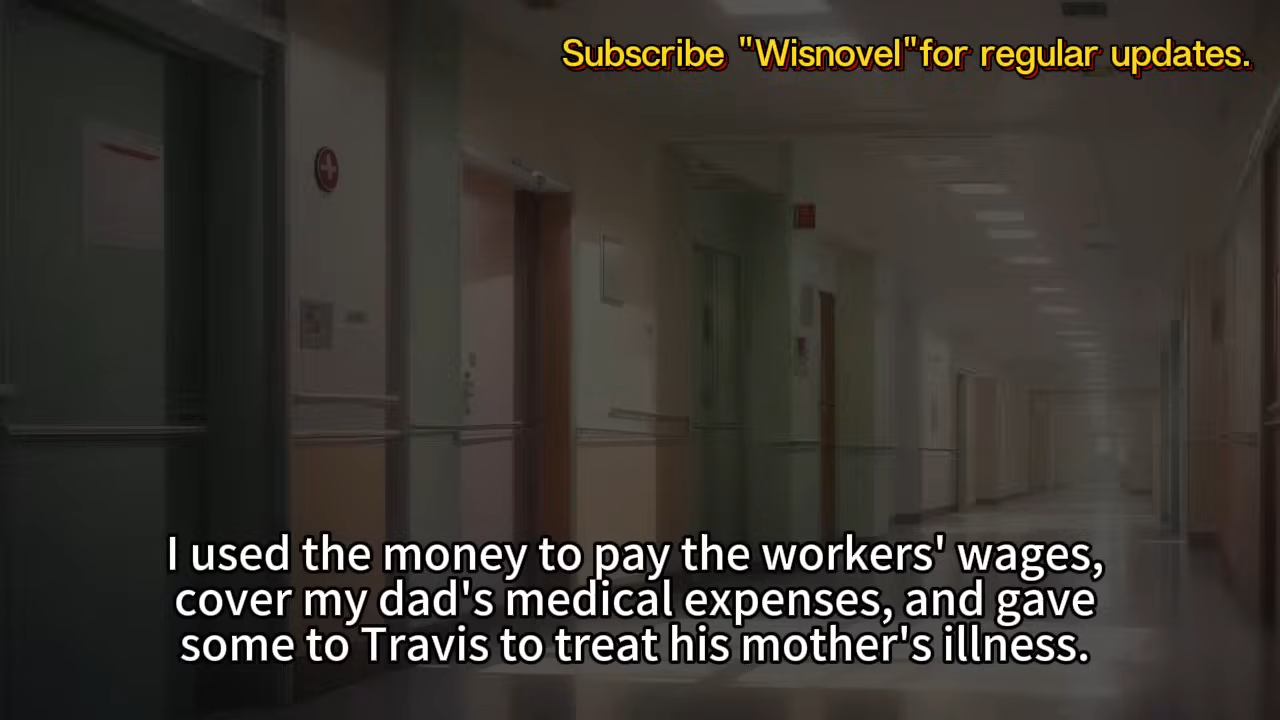 Subscribe "Wisnovel"for regular updates.
I used the money to pay the workers' wages,
cover my dad's medical expenses, and gave
some to Travis to treat his mother's illness.